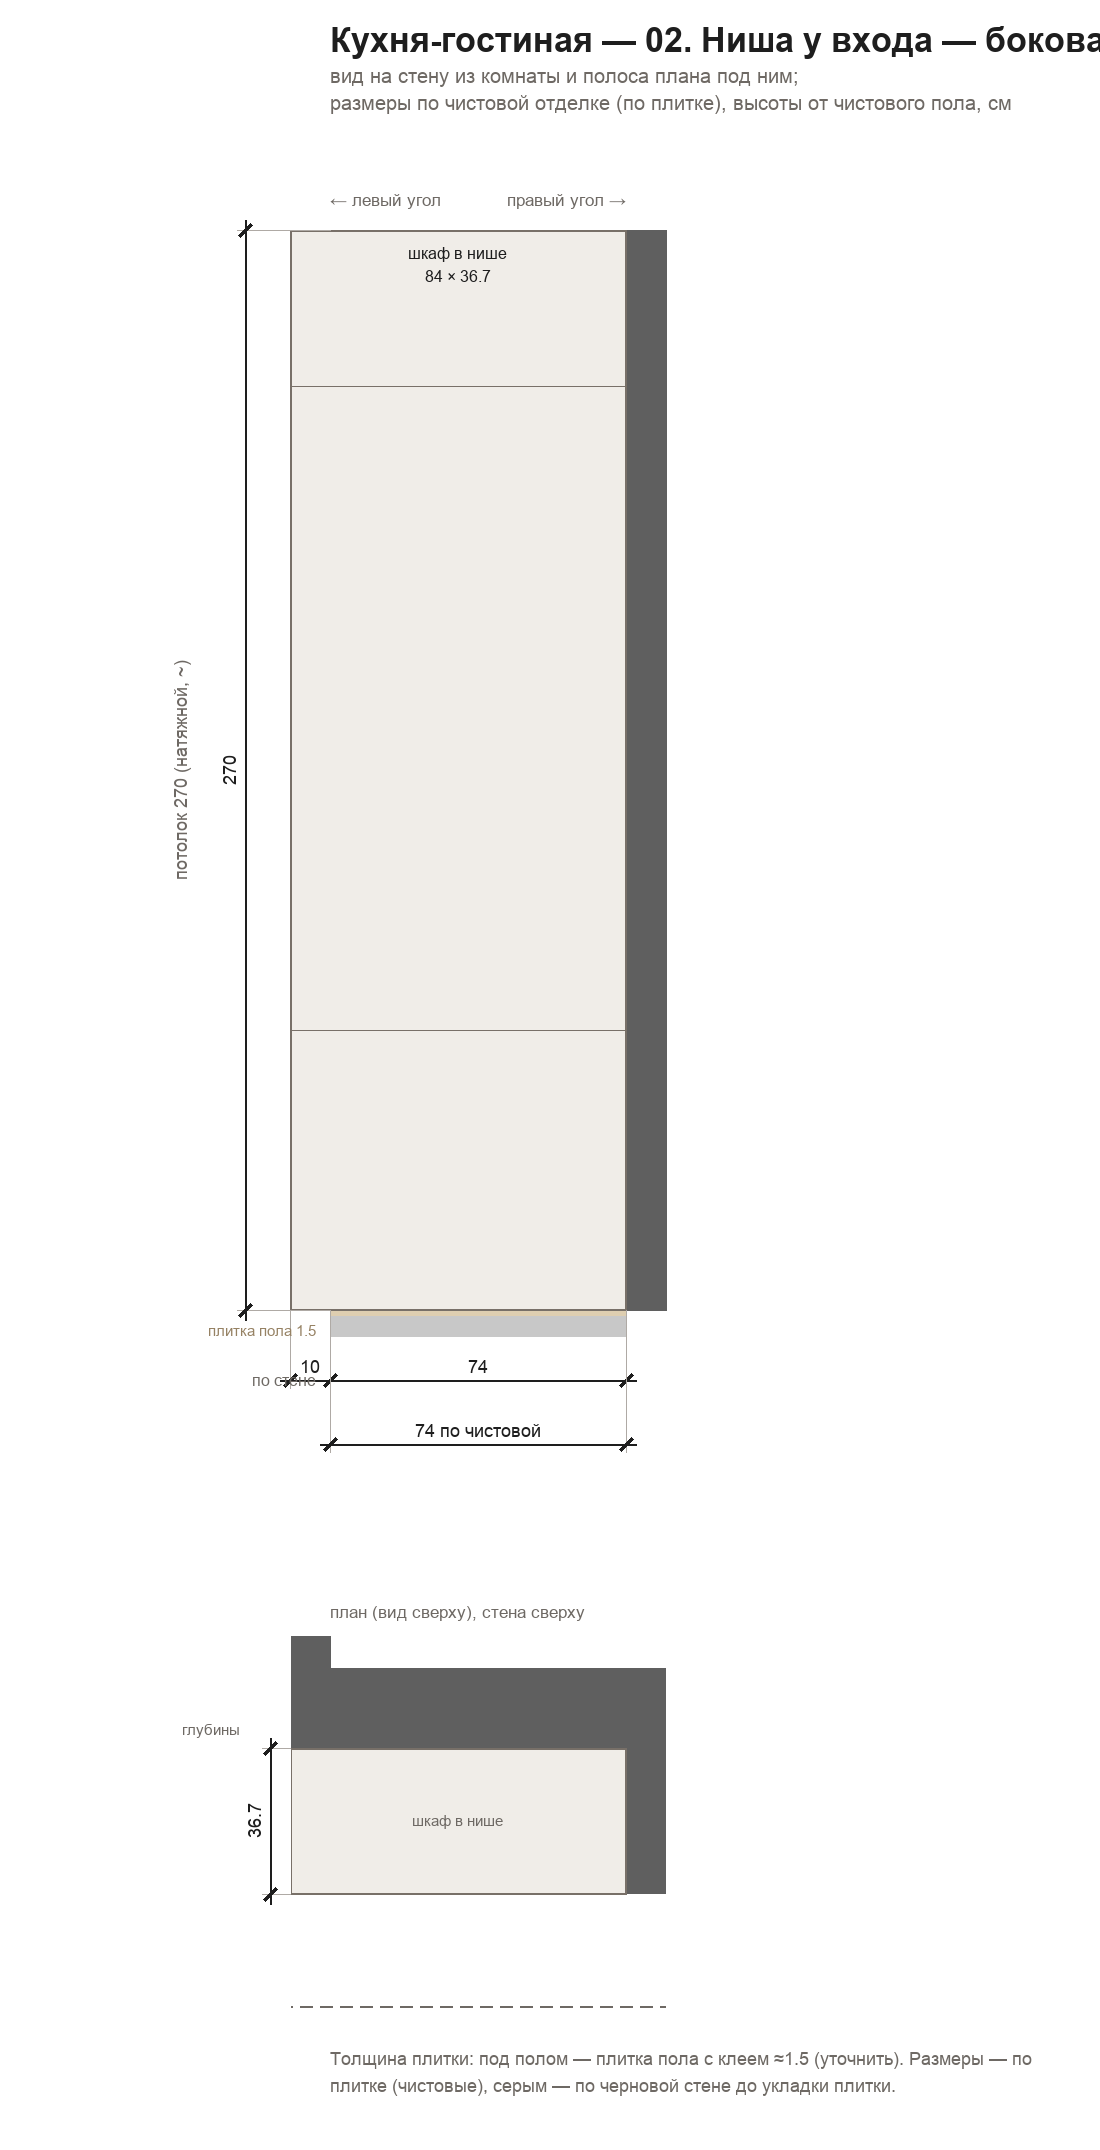 Кухня-гостиная — 02. Ниша у входа — бокова
вид на стену из комнаты и полоса плана под ним;
размеры по чистовой отделке (по плитке), высоты от чистового пола, см
← левый угол
правый угол →
шкаф в нише
84 × 36.7
потолок 270 (натяжной, ~)
270
плитка пола 1.5
10
74
по стене
74 по чистовой
план (вид сверху), стена сверху
глубины
36.7
шкаф в нише
Толщина плитки: под полом — плитка пола с клеем ≈1.5 (уточнить). Размеры — по
плитке (чистовые), серым — по черновой стене до укладки плитки.